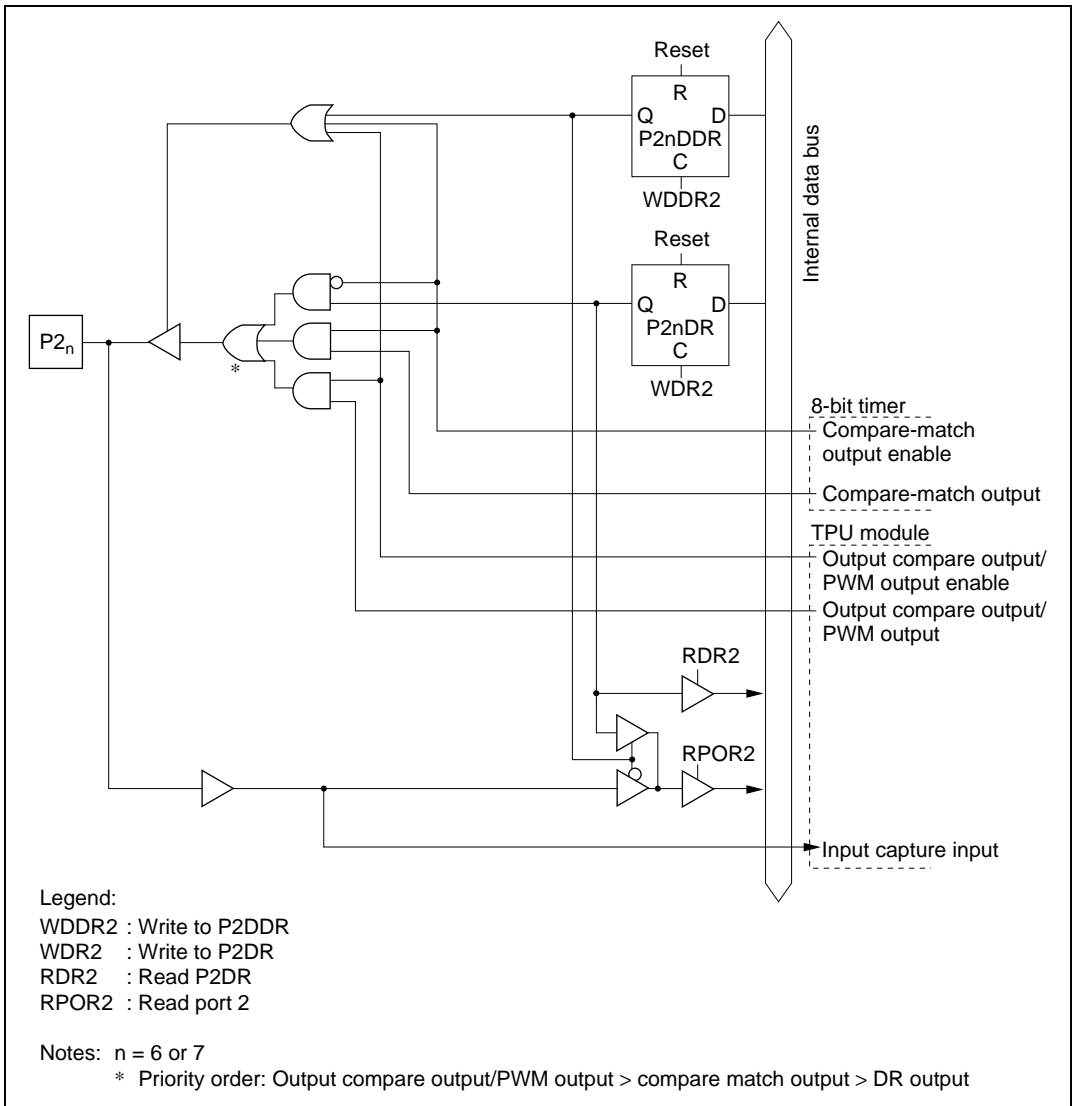 Reset
R
Q D
P2nDDR
C
WDDR2
Reset
R
Q D
P2nDR
C
WDR2
Internal data bus
P2n
*
8-bit timer
Compare-match
output enable
Compare-match output
TPU module
Output compare output/
PWM output enable
Output compare output/
PWM output
RDR2
RPOR2
Input capture input
Legend:
WDDR2 : Write to P2DDR
WDR2 : Write to P2DR
RDR2 : Read P2DR
RPOR2 : Read port 2
Notes: n = 6 or 7
* Priority order: Output compare output/PWM output > compare match output > DR output